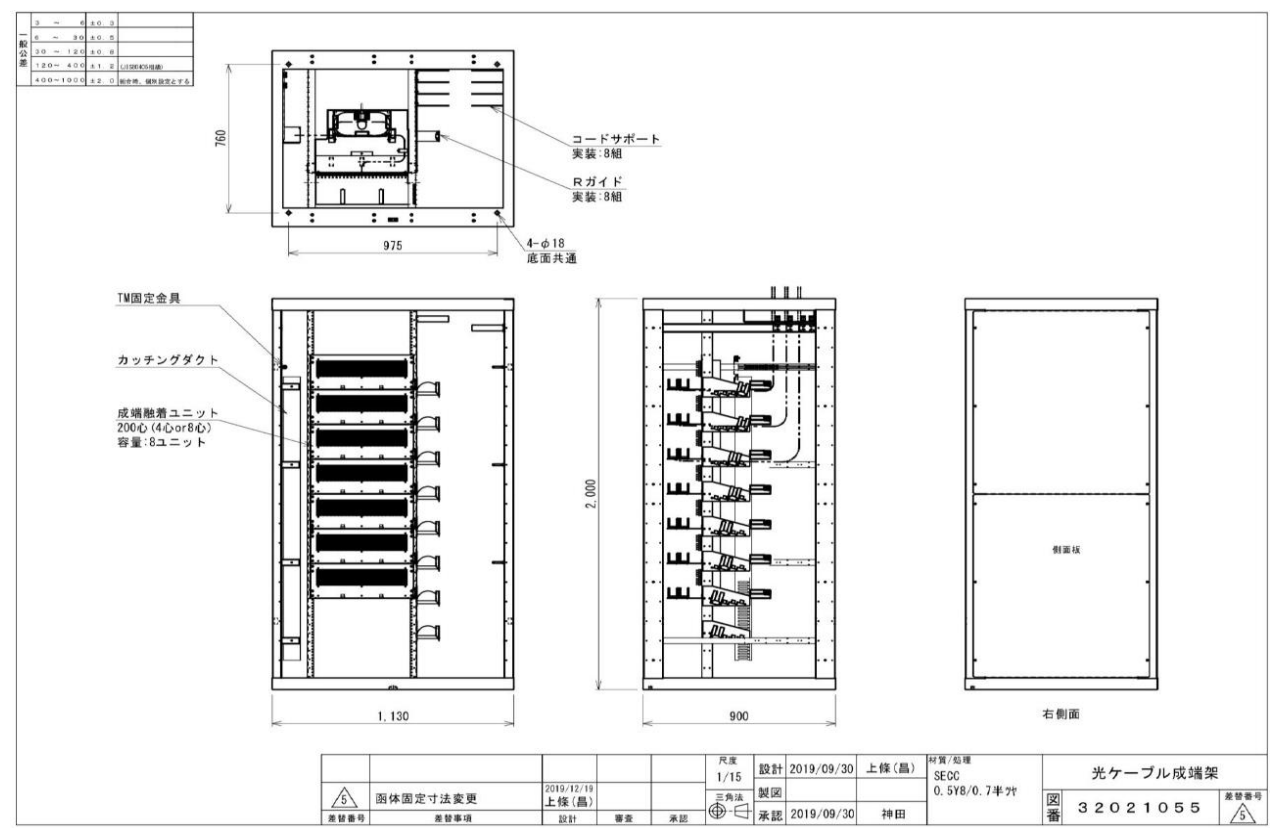 一般公差
3 ～ 6 ±0.3
6 ～ 30 ±0.5
30 ～ 120 ±0.8
120～ 400 ±1.2
400～1000 ±2.0
760
コードサポート
実装:8組
Rガイド
実装:8組
975
4-φ18
底面共通
TM固定金具
カッチングダクト
成端融着ユニット
200心(4心or8心)
容量:8ユニット
2,000
側面板
1,130
900
右側面
5
函体固定寸法変更
2019/12/19
上條(昌)
差替番号
差替事項
設計
審査
承認
尺度
1/15
三角法
設計 2019/09/30 上條(昌)
製図
承認 2019/09/30 神田
材質/処理
SECC
0.5Y8/0.7半ﾂﾔ
光ケーブル成端架
図番
32021055
差替番号
5